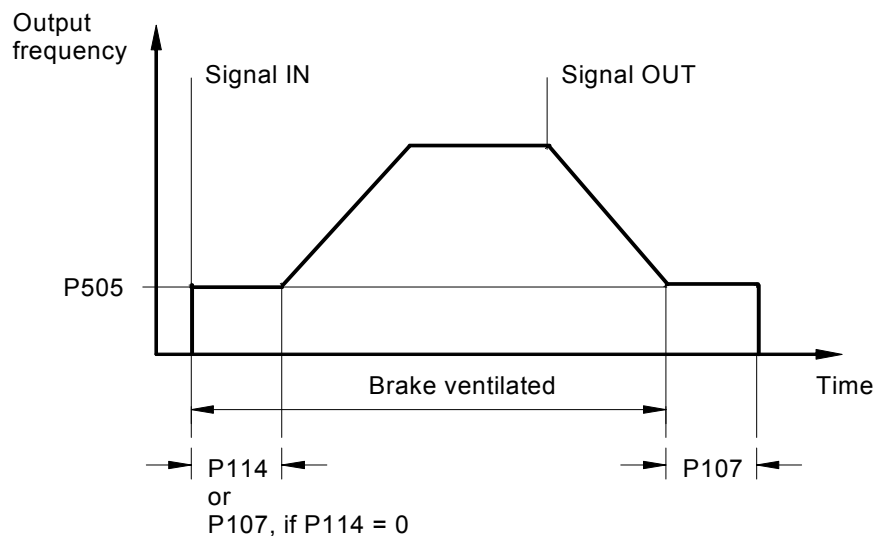 Output
frequency
Signal IN
Signal OUT
P505
Brake ventilated
Time
P114
or
P107, if P114 = 0
P107